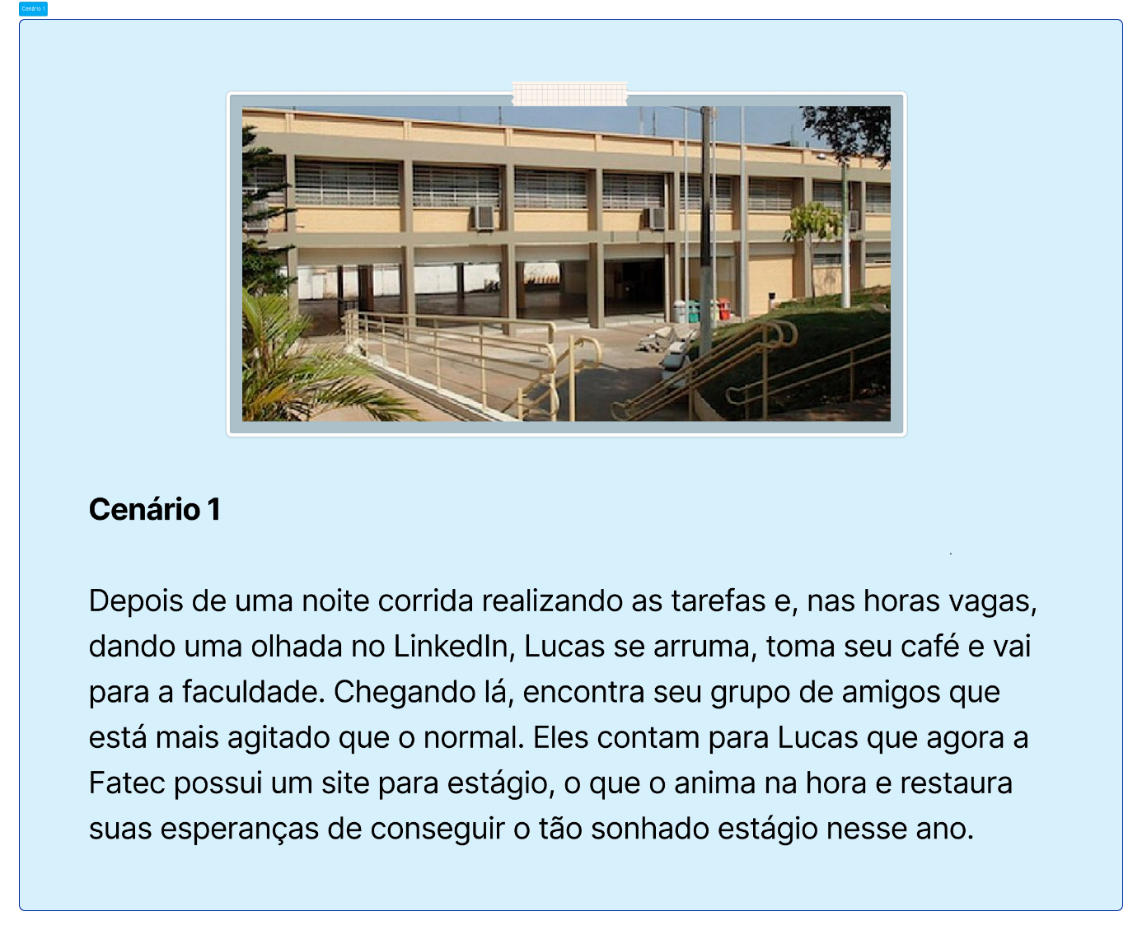 Cenário 1
Cenário 1
Depois de uma noite corrida realizando as tarefas e, nas horas vagas,
dando uma olhada no LinkedIn, Lucas se arruma, toma seu café e vai
para a faculdade. Chegando lá, encontra seu grupo de amigos que
está mais agitado que o normal. Eles contam para Lucas que agora a
Fatec possui um site para estágio, o que o anima na hora e restaura
suas esperanças de conseguir o tão sonhado estágio nesse ano.